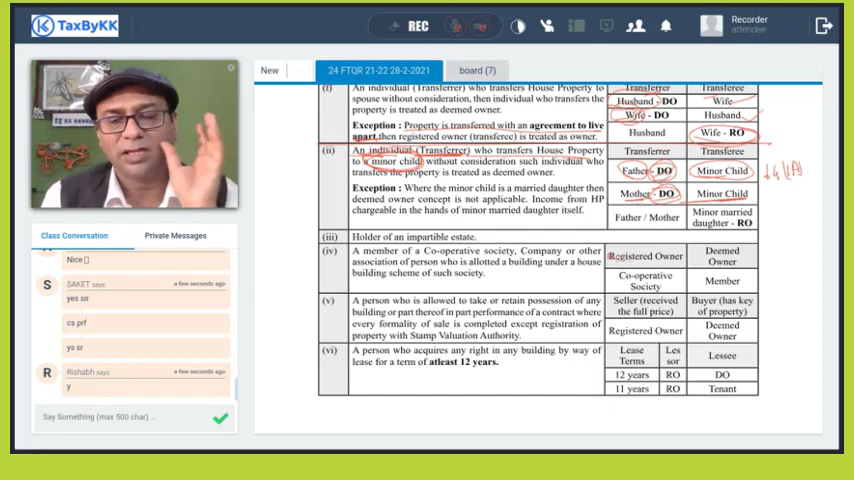 TaxByKK
REC
Recorder
attendee
New
24 FTQR 21-22 28-2-2021
board (7)
(i) An individual (Transferrer) who transfers House Property to
spouse without consideration, then individual who transfers the
property is treated as deemed owner.
Exception : Property is transferred with an agreement to live
apart then registered owner (transferee) is treated as owner.
Transferrer Transferee
Husband - DO Wife
Wife - DO Husband
Husband Wife - RO
(ii) An individual (Transferrer) who transfers House Property
to a minor child without consideration such individual who
transfers the property is treated as deemed owner.
Exception : Where the minor child is a married daughter then
deemed owner concept is not applicable. Income from HP
chargeable in the hands of minor married daughter itself.
Transferrer Transferee
Father - DO Minor Child
Mother - DO Minor Child
Father / Mother Minor married
daughter - RO
(iii) Holder of an impartible estate.
(iv) A member of a Co-operative society, Company or other
association of person who is allotted a building under a house
building scheme of such society.
Registered Owner Deemed
Owner
Co-operative
Society Member
(v) A person who is allowed to take or retain possession of any
building or part thereof in part performance of a contract where
every formality of sale is completed except registration of
property with Stamp Valuation Authority.
Seller (received
the full price) Buyer (has key
of property)
Registered Owner Deemed
Owner
(vi) A person who acquires any right in any building by way of
lease for a term of atleast 12 years.
Lease
Terms Les
sor Lessee
12 years RO DO
11 years RO Tenant
Class Conversation Private Messages
Nice
S SAKET says: a few seconds ago
yes sir
cs prf
ys sr
R Rishabh says: a few seconds ago
y
Say Something (max 500 char) ...